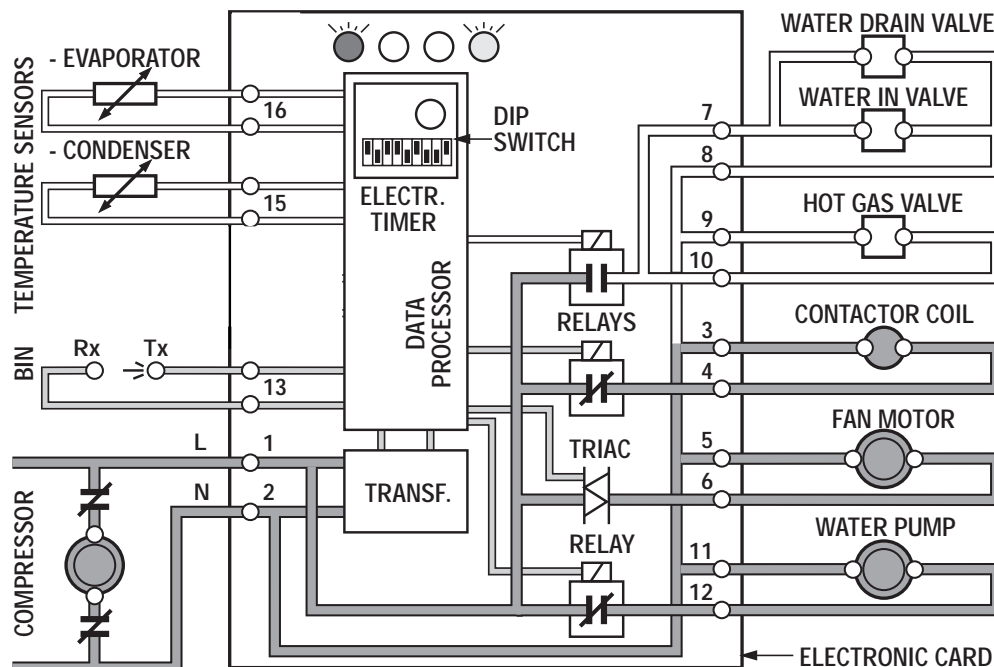 WATER DRAIN VALVE
- EVAPORATOR
16
WATER IN VALVE
7
DIP
SWITCH
TEMPERATURE SENSORS
- CONDENSER
8
15
ELECTR.
TIMER
HOT GAS VALVE
9
10
DATA
PROCESSOR
RELAYS
CONTACTOR COIL
3
BIN
Rx
Tx
4
13
FAN MOTOR
L
1
5
TRIAC
N
2
TRANSF.
6
WATER PUMP
COMPRESSOR
RELAY
11
12
ELECTRONIC CARD